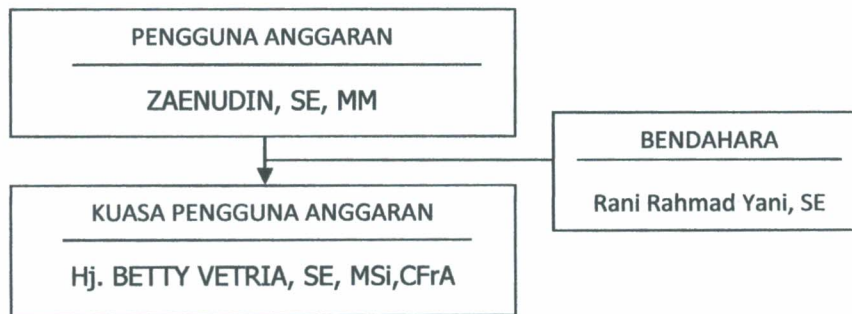 PENGGUNA ANGGARAN
ZAENUDIN, SE, MM
BENDAHARA
Rani Rahmad Yani, SE
KUASA PENGGUNA ANGGARAN
Hj. BETTY VETRIA, SE, MSi,CFrA